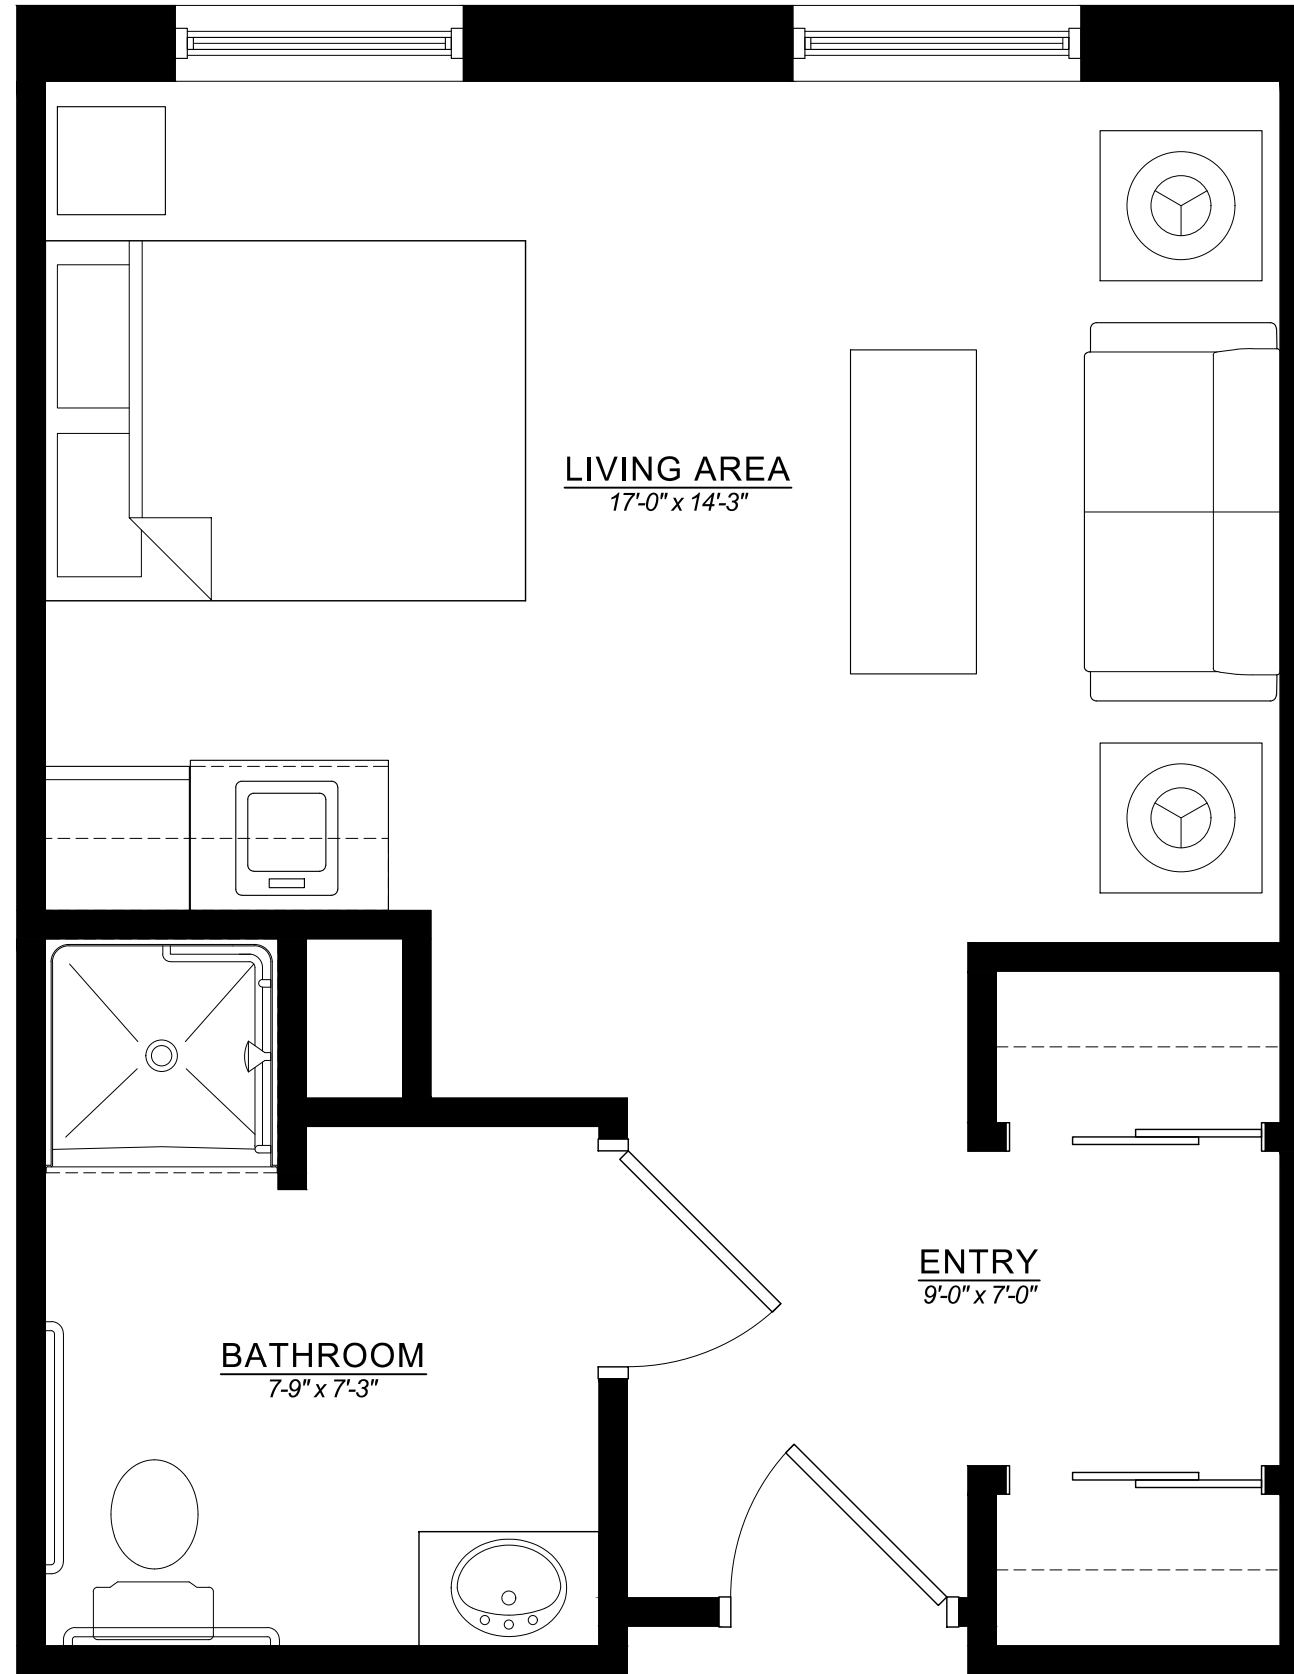 LIVING AREA
17'-0" x 14'-3"
ENTRY
9'-0" x 7'-0"
BATHROOM
7-9" x 7'-3"